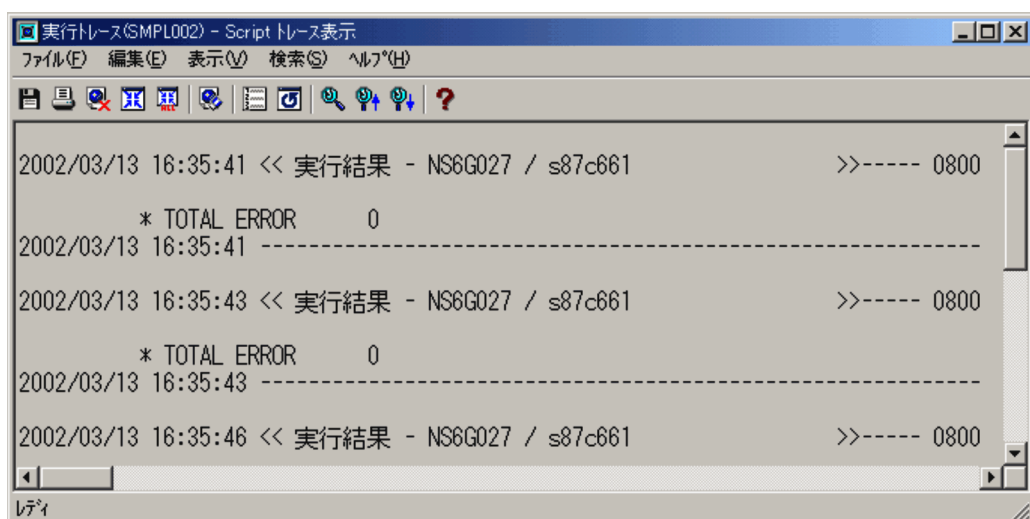 実行トレース(SMPL002) - Script トレース表示
ファイル(F) 編集(E) 表示(V) 検索(S) ヘルプ(H)
ALL ?
2002/03/13 16:35:41 << 実行結果 - NS6G027 / s87c661 >>----- 0800
* TOTAL ERROR 0
2002/03/13 16:35:41 ------------------------------------------------------------
2002/03/13 16:35:43 << 実行結果 - NS6G027 / s87c661 >>----- 0800
* TOTAL ERROR 0
2002/03/13 16:35:43 ------------------------------------------------------------
2002/03/13 16:35:46 << 実行結果 - NS6G027 / s87c661 >>----- 0800
レディ